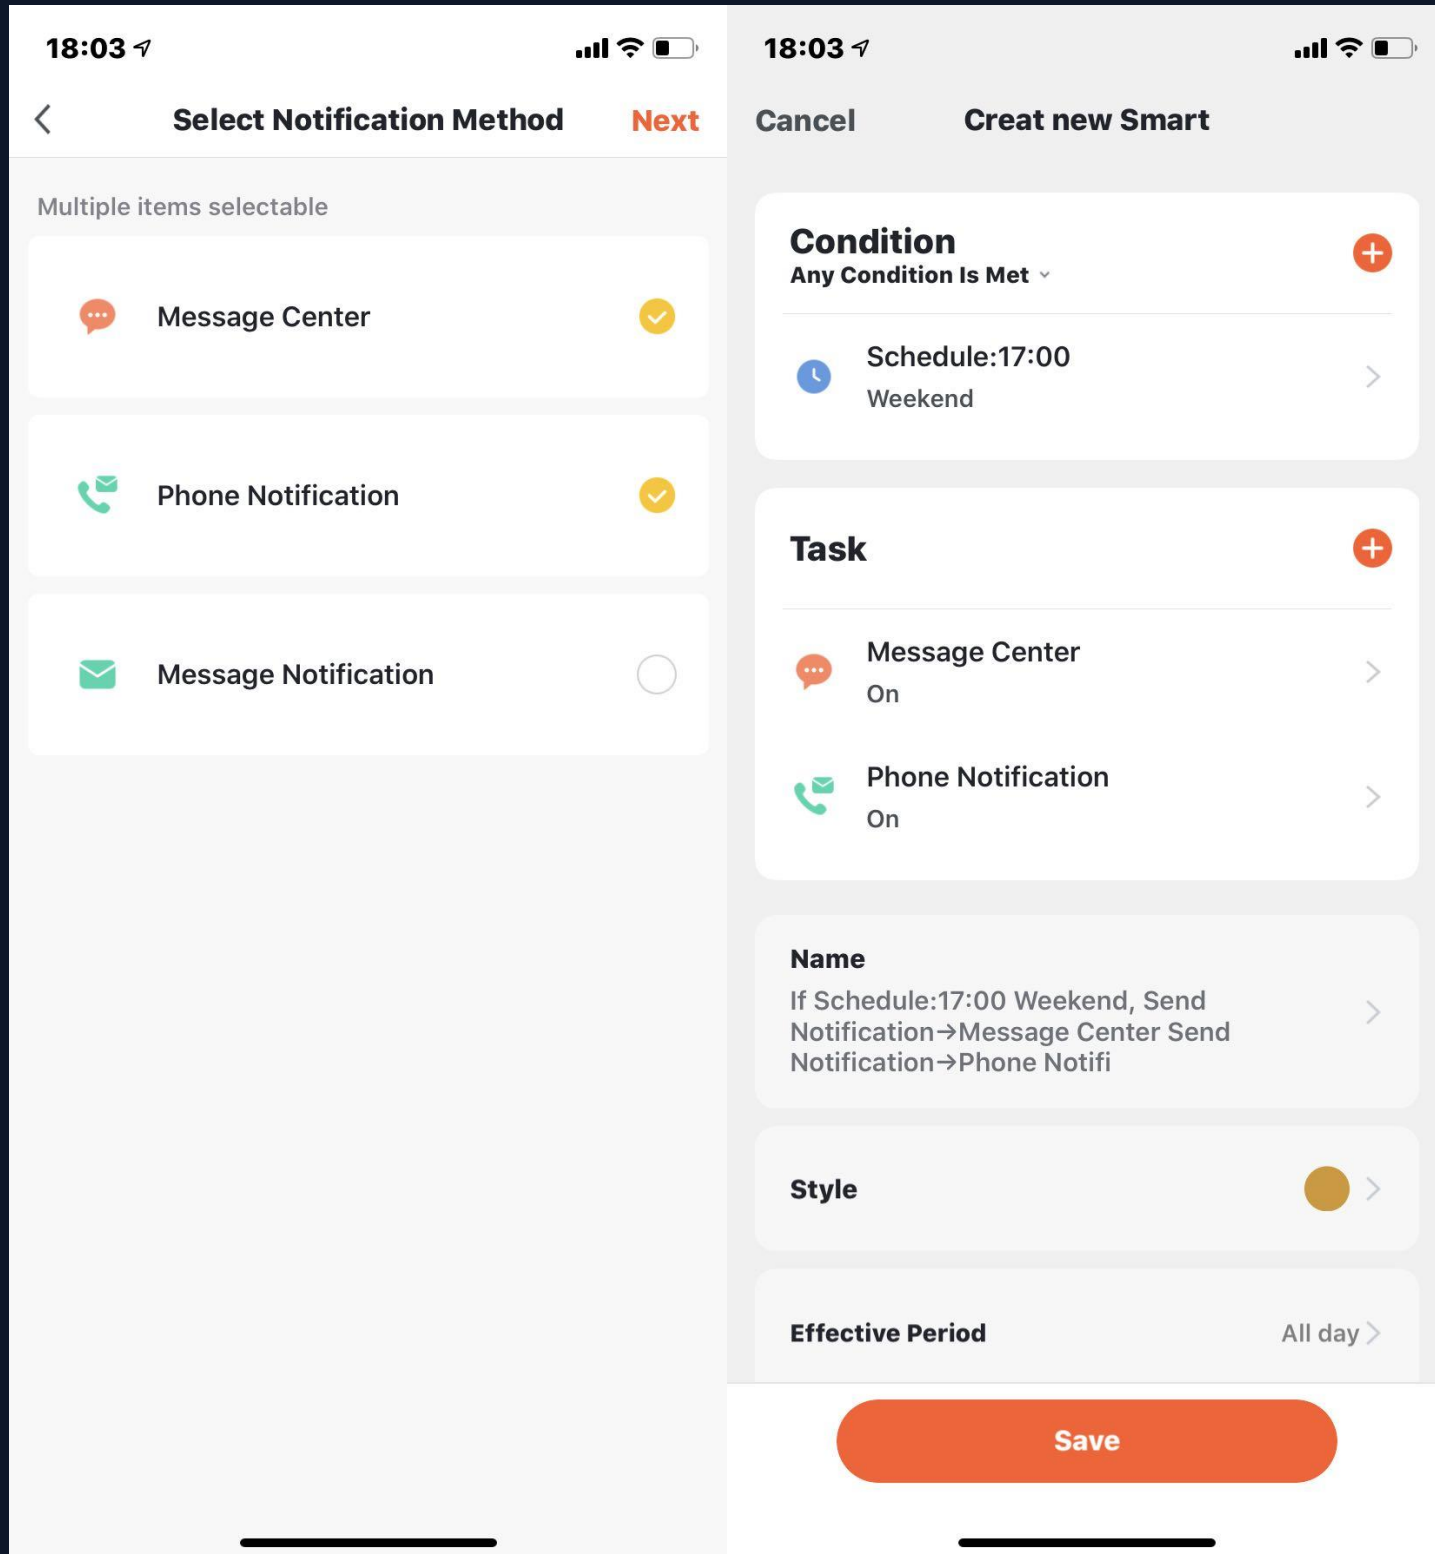 18:03
Select Notification Method
Next
Multiple items selectable
Message Center
Phone Notification
Message Notification
18:03
Cancel
Creat new Smart
Condition
Any Condition Is Met
Schedule:17:00
Weekend
Task
Message Center
On
Phone Notification
On
Name
If Schedule:17:00 Weekend, Send
Notification→Message Center Send
Notification→Phone Notifi
Style
Effective Period
All day
Save